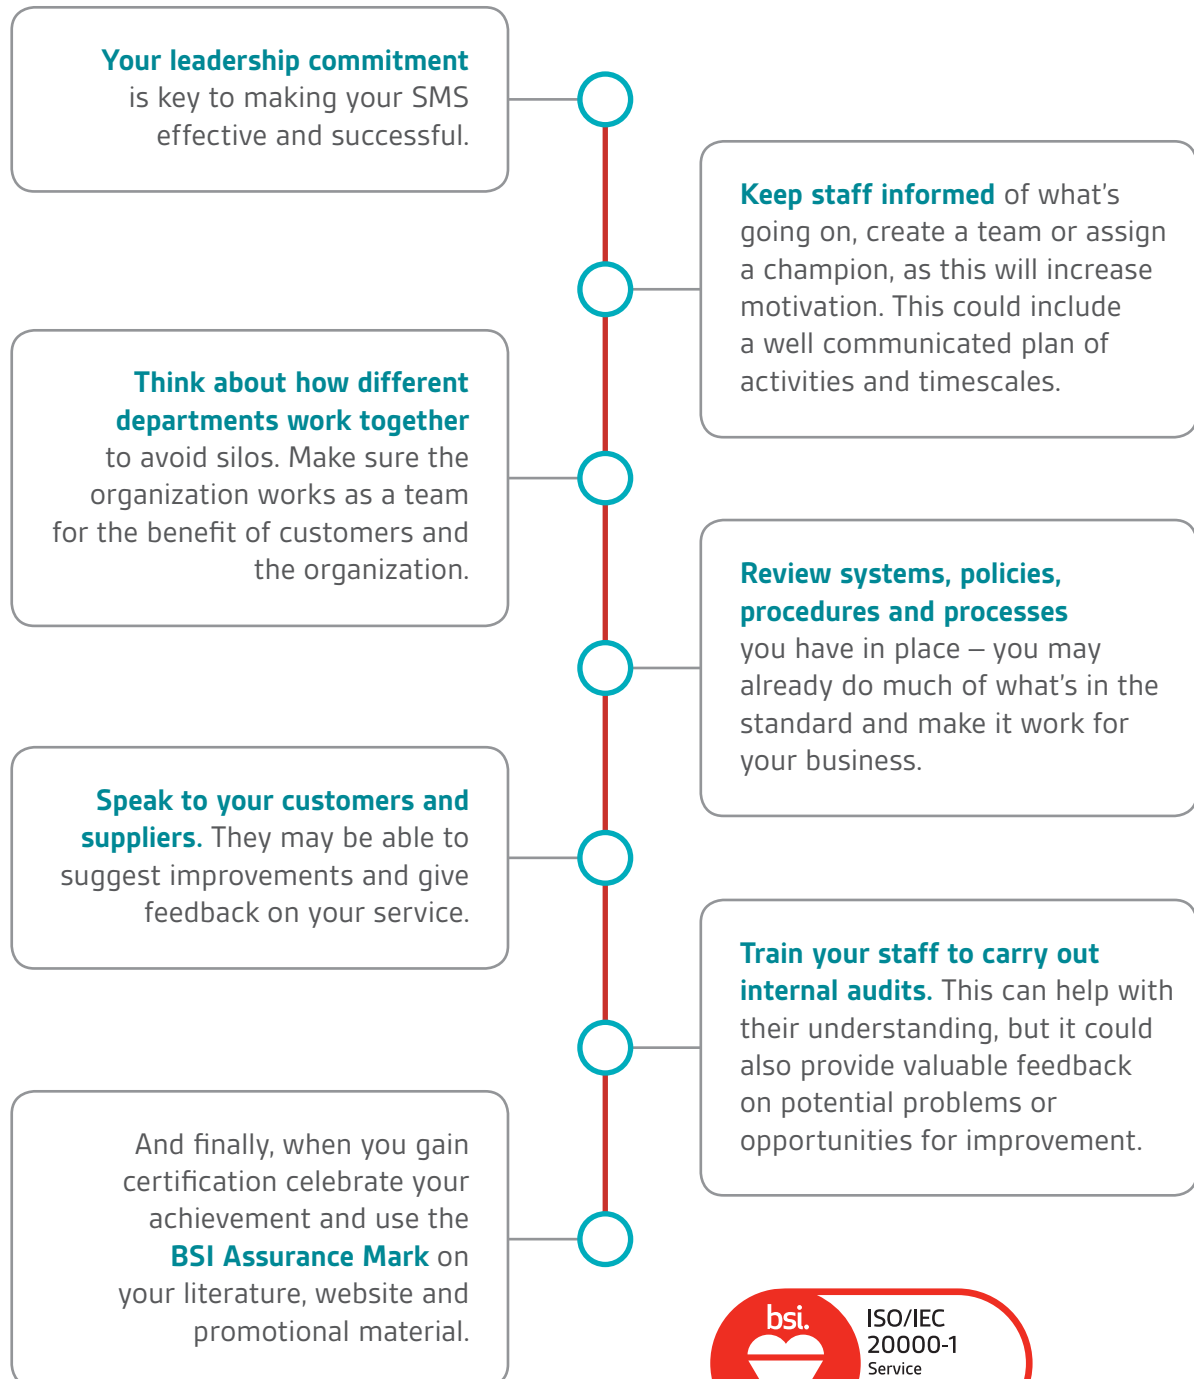 Your leadership commitment
is key to making your SMS
effective and successful.
Keep staff informed of what's
going on, create a team or assign
a champion, as this will increase
motivation. This could include
a well communicated plan of
activities and timescales.
Think about how different
departments work together
to avoid silos. Make sure the
organization works as a team
for the benefit of customers and
the organization.
Review systems, policies,
procedures and processes
you have in place – you may
already do much of what's in the
standard and make it work for
your business.
Speak to your customers and
suppliers. They may be able to
suggest improvements and give
feedback on your service.
Train your staff to carry out
internal audits. This can help with
their understanding, but it could
also provide valuable feedback
on potential problems or
opportunities for improvement.
And finally, when you gain
certification celebrate your
achievement and use the
BSI Assurance Mark on
your literature, website and
promotional material.
bsi.
ISO/IEC
20000-1
Service